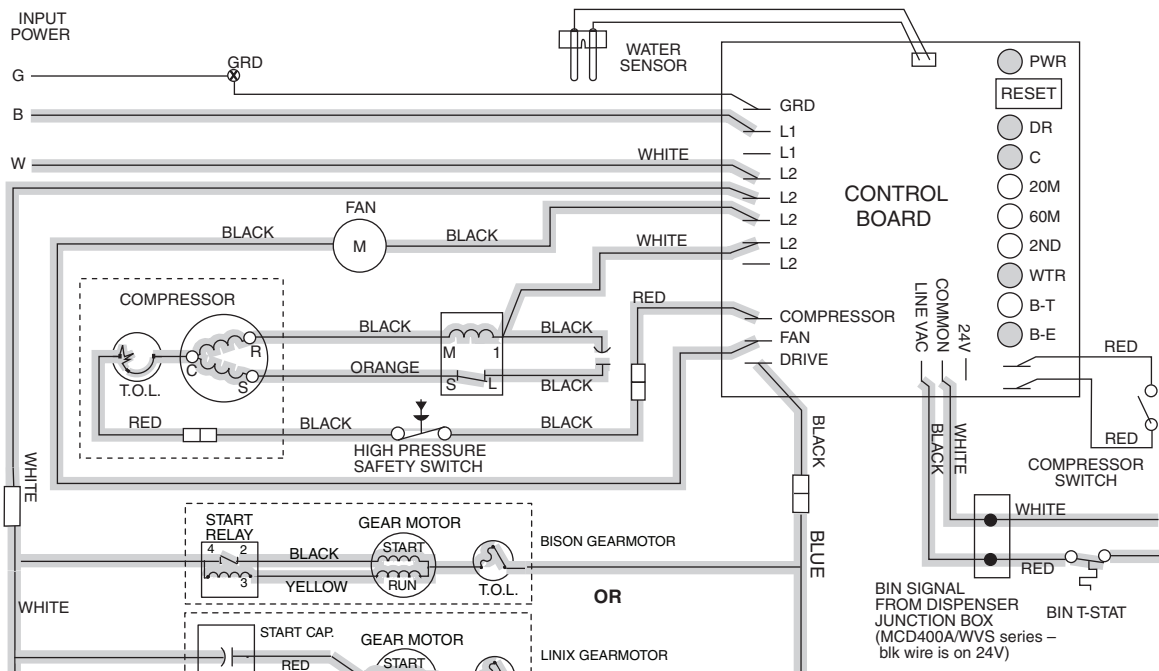 INPUT
POWER
G
GRD
B
W
WHITE
WATER
SENSOR
GRD
L1
L1
L2
L2
L2
L2
L2
CONTROL
BOARD
PWR
RESET
DR
C
20M
60M
2ND
WTR
B-T
B-E
FAN
BLACK
M
BLACK
WHITE
COMPRESSOR
RED
COMPRESSOR
FAN
DRIVE
LINE VAC
COMMON
24V
BLACK
M
1
BLACK
R
C
S
T.O.L.
ORANGE
S
L
BLACK
RED
BLACK
BLACK
HIGH PRESSURE
SAFETY SWITCH
RED
RED
COMPRESSOR
SWITCH
BLACK
BLACK
WHITE
WHITE
WHITE
RED
BIN T-STAT
BIN SIGNAL
FROM DISPENSER
JUNCTION BOX
(MCD400A/WVS series –
blk wire is on 24V)
START
RELAY
4
2
3
BLACK
YELLOW
GEAR MOTOR
START
RUN
T.O.L.
BISON GEARMOTOR
BLUE
OR
WHITE
START CAP.
RED
GEAR MOTOR
START
LINIX GEARMOTOR